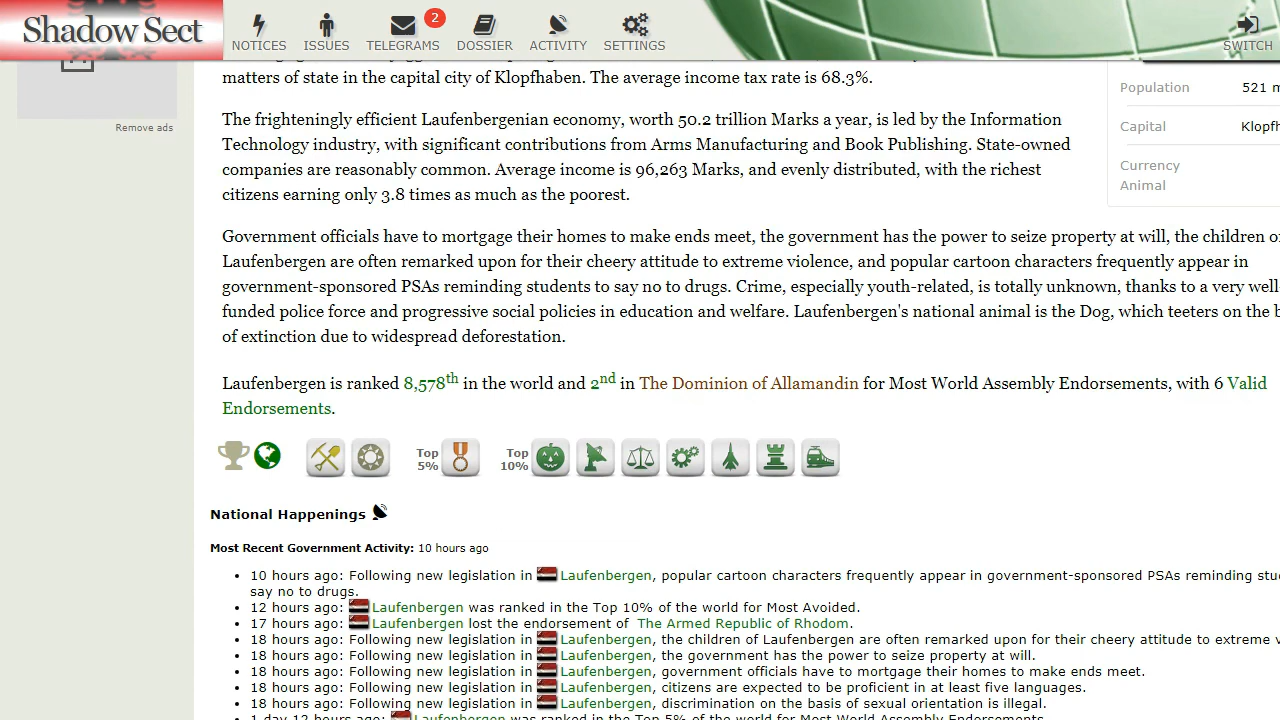 Shadow Sect
NOTICES
ISSUES
TELEGRAMS
2
DOSSIER
ACTIVITY
SETTINGS
SWITCH
Remove ads
matters of state in the capital city of Klopfhaben. The average income tax rate is 68.3%.
The frighteningly efficient Laufenbergenian economy, worth 50.2 trillion Marks a year, is led by the Information
Technology industry, with significant contributions from Arms Manufacturing and Book Publishing. State-owned
companies are reasonably common. Average income is 96,263 Marks, and evenly distributed, with the richest
citizens earning only 3.8 times as much as the poorest.
Population 521
Capital
Currency
Animal
Government officials have to mortgage their homes to make ends meet, the government has the power to seize property at will, the children
Laufenbergen are often remarked upon for their cheery attitude to extreme violence, and popular cartoon characters frequently appear in
government-sponsored PSAs reminding students to say no to drugs. Crime, especially youth-related, is totally unknown, thanks to a very well-
funded police force and progressive social policies in education and welfare. Laufenbergen's national animal is the Dog, which teeters on the
of extinction due to widespread deforestation.
Laufenbergen is ranked 8,578th in the world and 2nd in The Dominion of Allamandin for Most World Assembly Endorsements, with 6 Valid
Endorsements.
Top 5%
Top 10%
National Happenings
Most Recent Government Activity: 10 hours ago
• 10 hours ago: Following new legislation in Laufenbergen, popular cartoon characters frequently appear in government-sponsored PSAs reminding
say no to drugs.
• 12 hours ago: Laufenbergen was ranked in the Top 10% of the world for Most Avoided.
• 17 hours ago: Laufenbergen lost the endorsement of The Armed Republic of Rhodom.
• 18 hours ago: Following new legislation in Laufenbergen, the children of Laufenbergen are often remarked upon for their cheery attitude to extreme
• 18 hours ago: Following new legislation in Laufenbergen, the government has the power to seize property at will.
• 18 hours ago: Following new legislation in Laufenbergen, government officials have to mortgage their homes to make ends meet.
• 18 hours ago: Following new legislation in Laufenbergen, citizens are expected to be proficient in at least five languages.
• 18 hours ago: Following new legislation in Laufenbergen, discrimination on the basis of sexual orientation is illegal.
• 1 day 12 hours ago: Laufenbergen was ranked in the Top 5% of the world for Most World Assembly Endorsements.